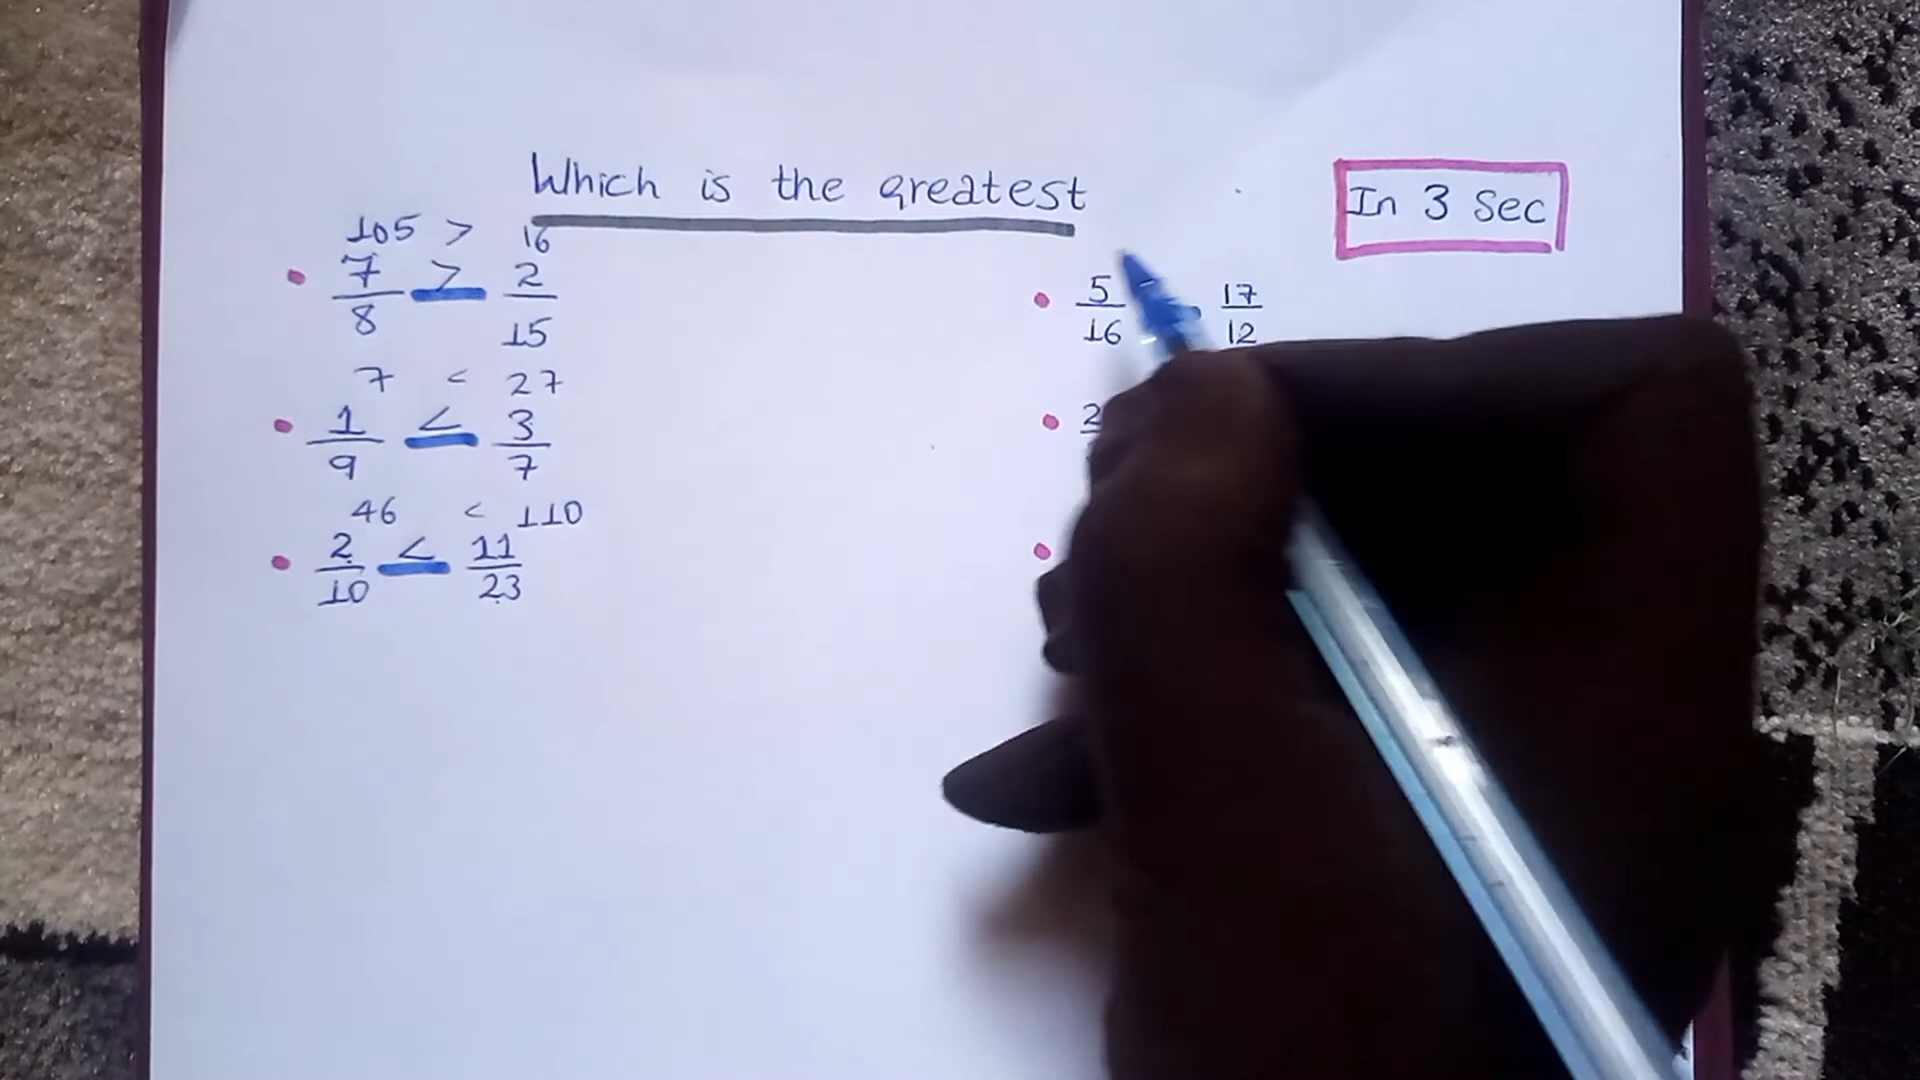 Which is the greatest
In 3 Sec
105 > 16
7/8 > 2/15
7 < 27
1/9 < 3/7
46 < 110
2/10 < 11/23
5/16 17/12
2